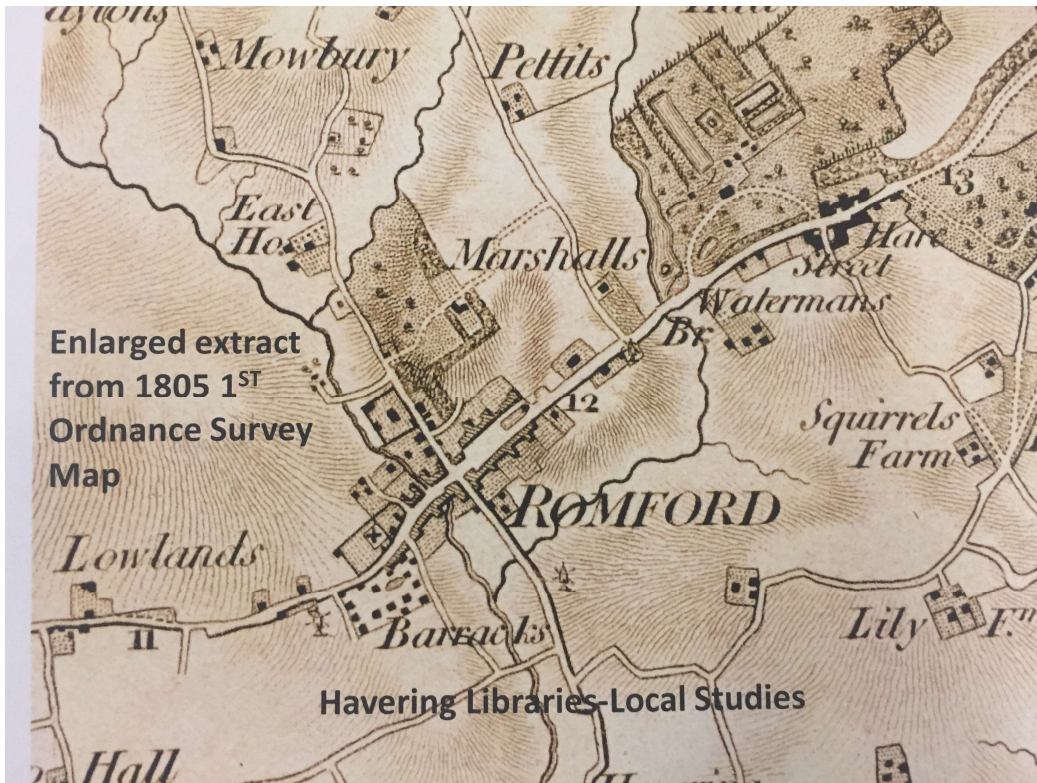 Mowbury
Pettits
13
East
Ho.
Marshalls
Hare
Street
Watermans
Br.
Enlarged extract
from 1805 1ST
Ordnance Survey
Map
12
Squirrels
Farm
ROMFORD
Lowlands
11
Barracks
Lily Fm
Havering Libraries-Local Studies
Hall